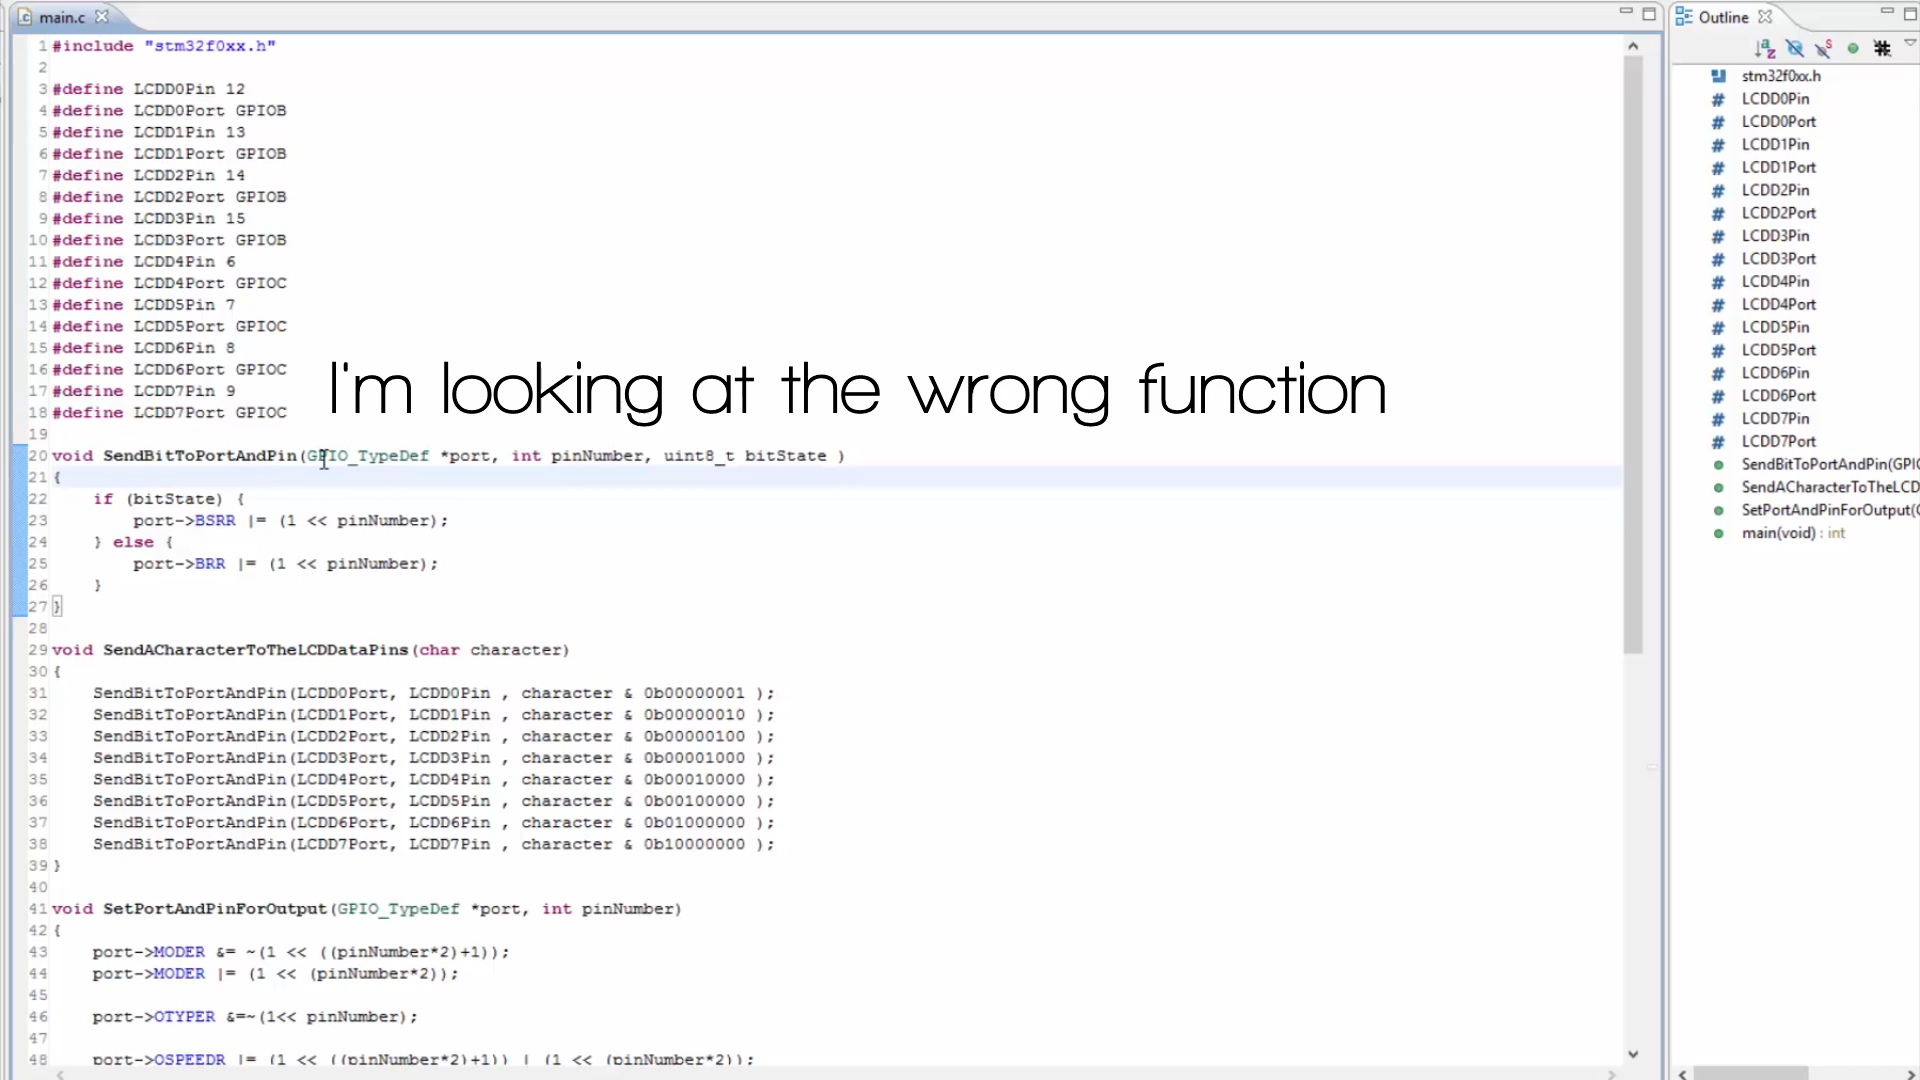 main.c
1 #include "stm32f0xx.h"
2
3 #define LCDD0Pin 12
4 #define LCDD0Port GPIOB
5 #define LCDD1Pin 13
6 #define LCDD1Port GPIOB
7 #define LCDD2Pin 14
8 #define LCDD2Port GPIOB
9 #define LCDD3Pin 15
10 #define LCDD3Port GPIOB
11 #define LCDD4Pin 6
12 #define LCDD4Port GPIOC
13 #define LCDD5Pin 7
14 #define LCDD5Port GPIOC
15 #define LCDD6Pin 8
16 #define LCDD6Port GPIOC
17 #define LCDD7Pin 9
18 #define LCDD7Port GPIOC
I'm looking at the wrong function
19
20 void SendBitToPortAndPin(GPIO_TypeDef *port, int pinNumber, uint8_t bitState )
21 {
22 if (bitState) {
23 port->BSRR |= (1 << pinNumber);
24 } else {
25 port->BRR |= (1 << pinNumber);
26 }
27 }
28
29 void SendACharacterToTheLCDDataPins(char character)
30 {
31 SendBitToPortAndPin(LCDD0Port, LCDD0Pin , character & 0b00000001 );
32 SendBitToPortAndPin(LCDD1Port, LCDD1Pin , character & 0b00000010 );
33 SendBitToPortAndPin(LCDD2Port, LCDD2Pin , character & 0b00000100 );
34 SendBitToPortAndPin(LCDD3Port, LCDD3Pin , character & 0b00001000 );
35 SendBitToPortAndPin(LCDD4Port, LCDD4Pin , character & 0b00010000 );
36 SendBitToPortAndPin(LCDD5Port, LCDD5Pin , character & 0b00100000 );
37 SendBitToPortAndPin(LCDD6Port, LCDD6Pin , character & 0b01000000 );
38 SendBitToPortAndPin(LCDD7Port, LCDD7Pin , character & 0b10000000 );
39 }
40
41 void SetPortAndPinForOutput(GPIO_TypeDef *port, int pinNumber)
42 {
43 port->MODER &= ~(1 << ((pinNumber*2)+1));
44 port->MODER |= (1 << (pinNumber*2));
45
46 port->OTYPER &=~(1<< pinNumber);
47
48 port->OSPEEDR |= (1 << ((pinNumber*2)+1)) | (1 << (pinNumber*2));
Outline
stm32f0xx.h
# LCDD0Pin
# LCDD0Port
# LCDD1Pin
# LCDD1Port
# LCDD2Pin
# LCDD2Port
# LCDD3Pin
# LCDD3Port
# LCDD4Pin
# LCDD4Port
# LCDD5Pin
# LCDD5Port
# LCDD6Pin
# LCDD6Port
# LCDD7Pin
# LCDD7Port
SendBitToPortAndPin(GPIO
SendACharacterToTheLCD
SetPortAndPinForOutput(
main(void) : int